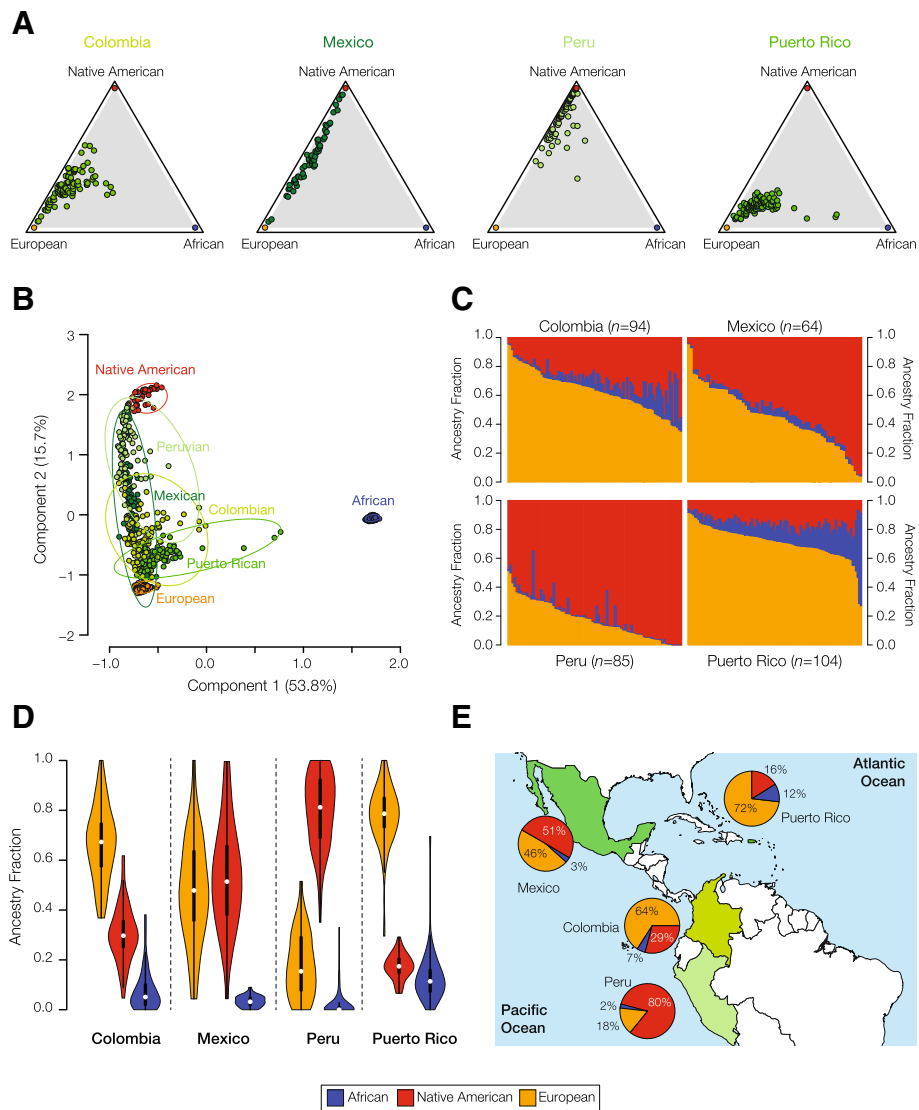 A
Colombia
Mexico
Peru
Puerto Rico
Native American
Native American
Native American
Native American
European
African
European
African
European
African
European
African
B
3
2
1
0
−1
−2
Component 2 (15.7%)
Native American
Peruvian
Mexican
Colombian
Puerto Rican
European
African
−1.0
0.0
1.0
2.0
Component 1 (53.8%)
C
Colombia (n=94)
Mexico (n=64)
1.0
0.8
0.6
0.4
0.2
0.0
Ancestry Fraction
1.0
0.8
0.6
0.4
0.2
0.0
Ancestry Fraction
1.0
0.8
0.6
0.4
0.2
0.0
Ancestry Fraction
1.0
0.8
0.6
0.4
0.2
0.0
Ancestry Fraction
Peru (n=85)
Puerto Rico (n=104)
D
1.0
0.8
0.6
0.4
0.2
0.0
Ancestry Fraction
Colombia
Mexico
Peru
Puerto Rico
E
Atlantic
Ocean
16%
12%
72%
Puerto Rico
51%
46%
3%
Mexico
64%
Colombia
29%
7%
Peru
80%
2%
18%
Pacific
Ocean
African
Native American
European